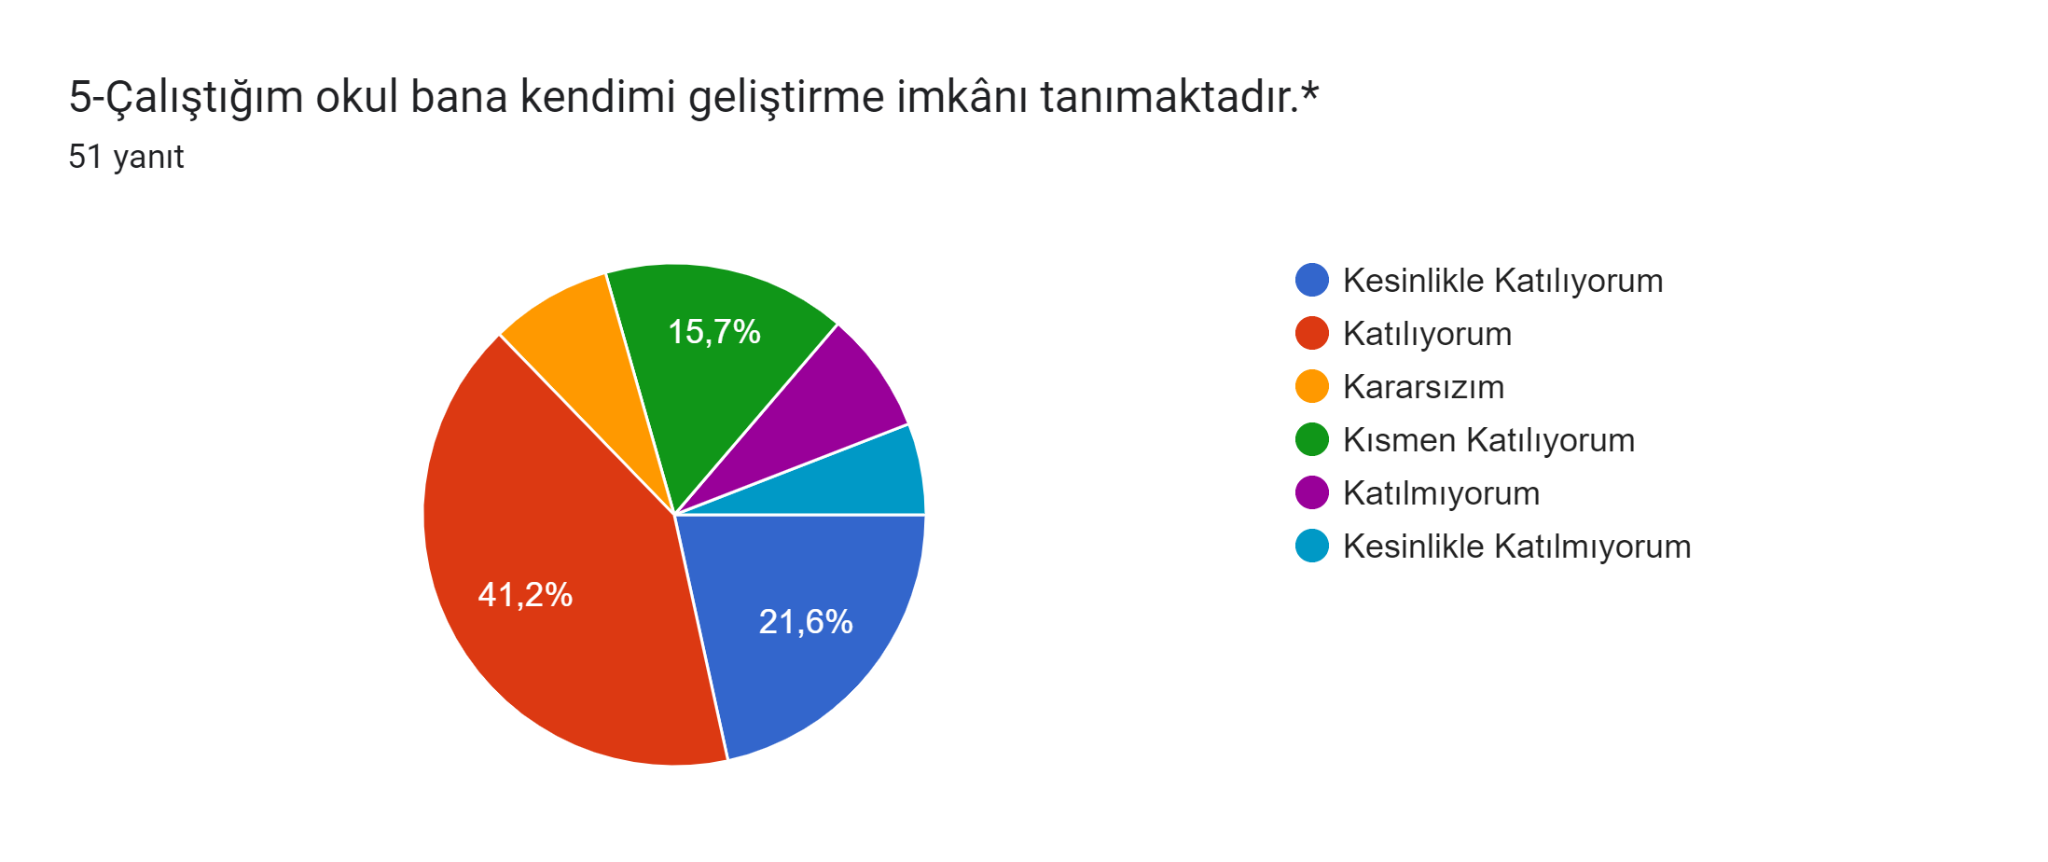 5-Çalıştığım okul bana kendimi geliştirme imkânı tanımaktadır.*
51 yanıt
15,7%
41,2%
21,6%
Kesinlikle Katılıyorum
Katılıyorum
Kararsızım
Kısmen Katılıyorum
Katılmıyorum
Kesinlikle Katılmıyorum